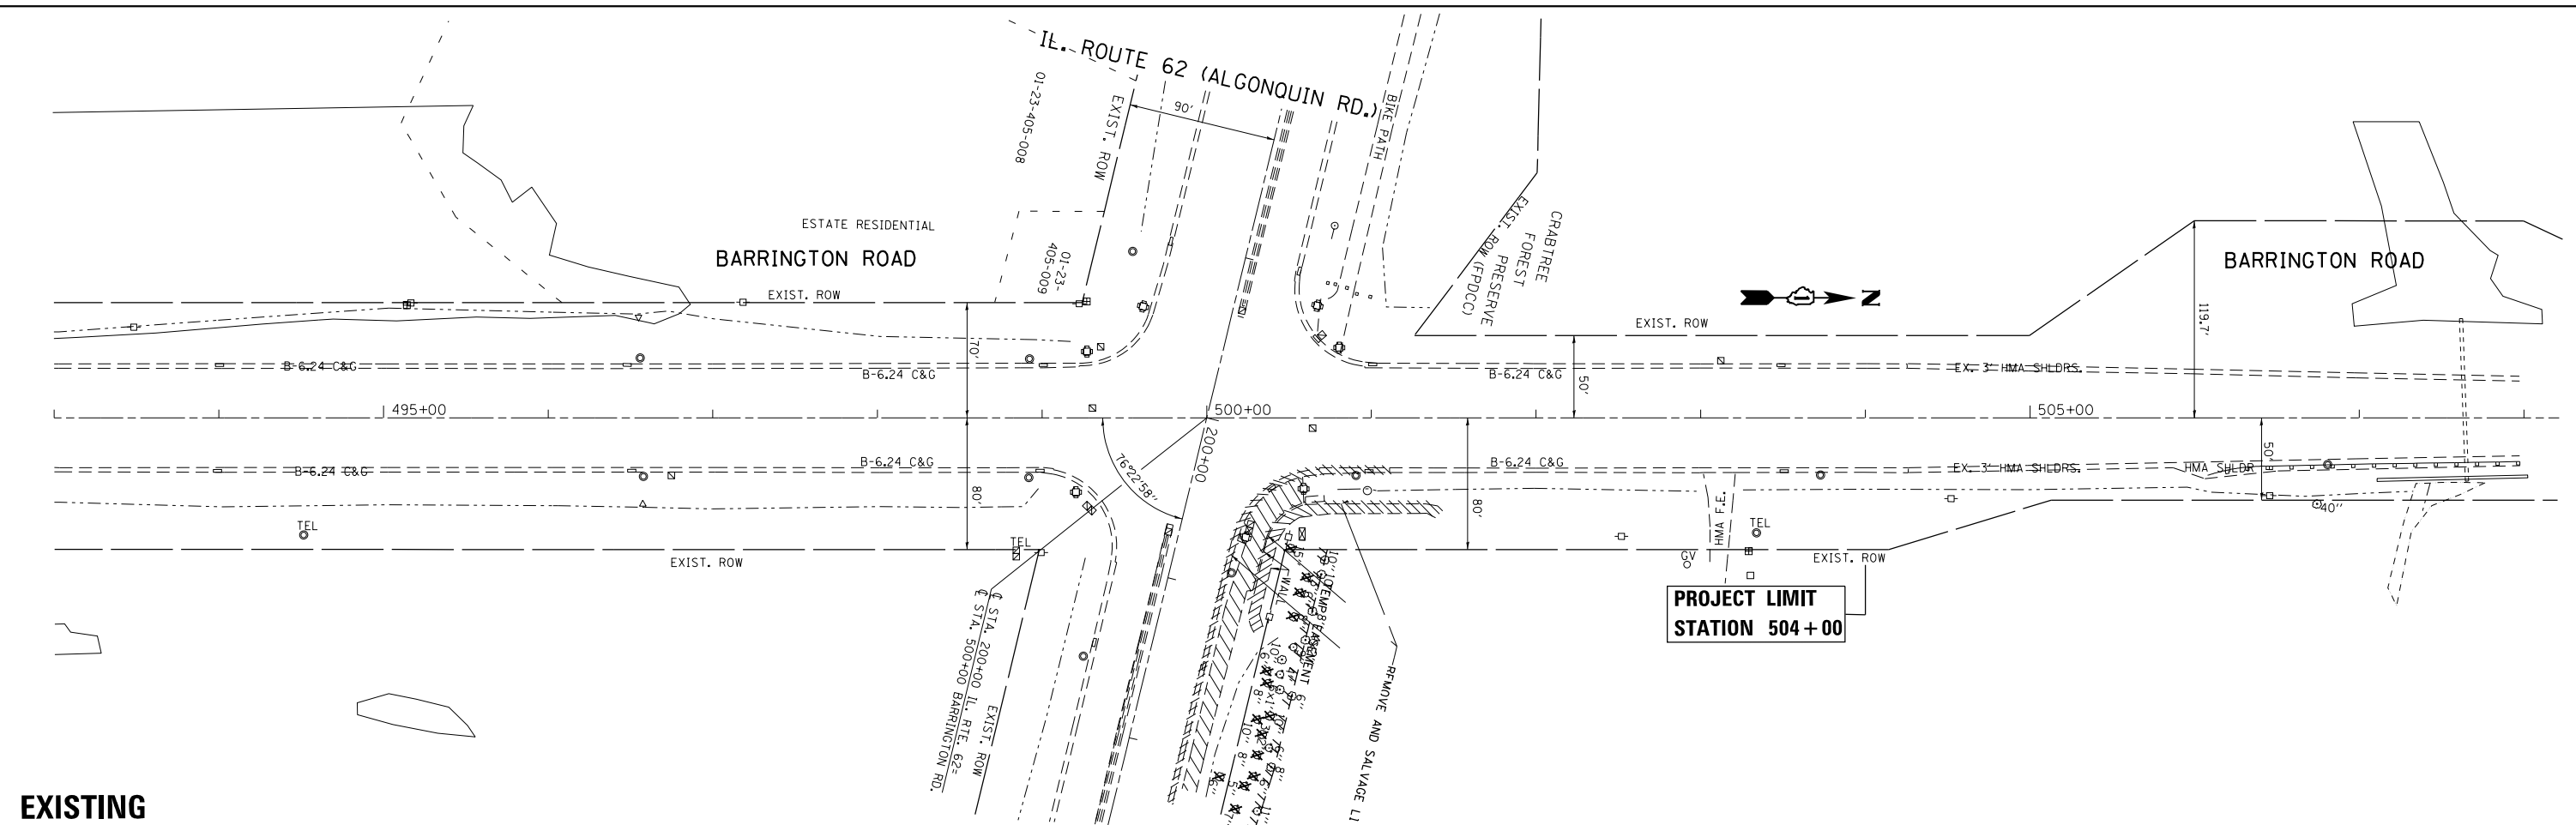 IL. ROUTE 62 (ALGONQUIN RD.)
01-23-405-008
EXIST. ROW
90'
BIKE PATH
ESTATE RESIDENTIAL
BARRINGTON ROAD
01-23-
405-009
EXIST. ROW
CRABTREE
FOREST
PRESERVE
(FPDCC)
EXIST. ROW
N
EXIST. ROW
BARRINGTON ROAD
119.7'
70'
50'
B-6.24 C&G
B-6.24 C&G
B-6.24 C&G
EX. 3' HMA SHLDRS.
495+00
500+00
505+00
200+00
76°22'58"
B-6.24 C&G
B-6.24 C&G
B-6.24 C&G
EX. 3' HMA SHLDRS.
HMA SHLDR
50'
80'
80'
40"
TEL
TEL
EXIST. ROW
HMA F.E.
TEL
GV
EXIST. ROW
WALL
PROJECT LIMIT
STATION 504+00
℄ STA. 200+00 IL. RTE. 62=
℄ STA. 500+00 BARRINGTON RD.
EXIST. ROW
REMOVE AND SALVAGE LI
EXISTING